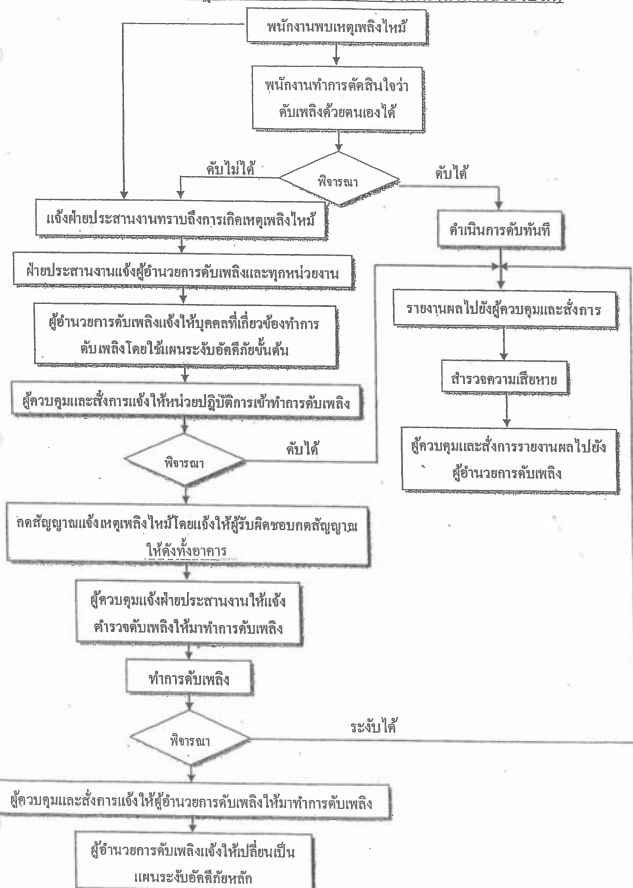 พนักงานพบเหตุเพลิงไหม้
พนักงานทำการตัดสินใจว่า
ดับเพลิงด้วยตนเองได้
ดับไม่ได้
พิจารณา
ดับได้
แจ้งฝ่ายประสานงานทราบถึงการเกิดเหตุเพลิงไหม้
ดำเนินการดับทันที
ฝ่ายประสานงานแจ้งผู้อำนวยการดับเพลิงและทุกหน่วยงาน
รายงานผลไปยังผู้ควบคุมและสั่งการ
ผู้อำนวยการดับเพลิงแจ้งให้บุคคลที่เกี่ยวข้องทำการ
ดับเพลิงโดยใช้แผนระงับอัคคีภัยขั้นต้น
สำรวจความเสียหาย
ผู้ควบคุมและสั่งการแจ้งให้หน่วยปฏิบัติการเข้าทำการดับเพลิง
ผู้ควบคุมและสั่งการรายงานผลไปยัง
ผู้อำนวยการดับเพลิง
พิจารณา
ดับได้
กดสัญญาณแจ้งเหตุเพลิงไหม้โดยแจ้งให้ผู้รับผิดชอบกดสัญญาณ
ให้ดังทั้งอาคาร
ผู้ควบคุมแจ้งฝ่ายประสานงานให้แจ้ง
ตำรวจดับเพลิงให้มาทำการดับเพลิง
ทำการดับเพลิง
พิจารณา
ระงับได้
ผู้ควบคุมและสั่งการแจ้งให้ผู้อำนวยการดับเพลิงให้มาทำการดับเพลิง
ผู้อำนวยการดับเพลิงแจ้งให้เปลี่ยนเป็น
แผนระงับอัคคีภัยหลัก